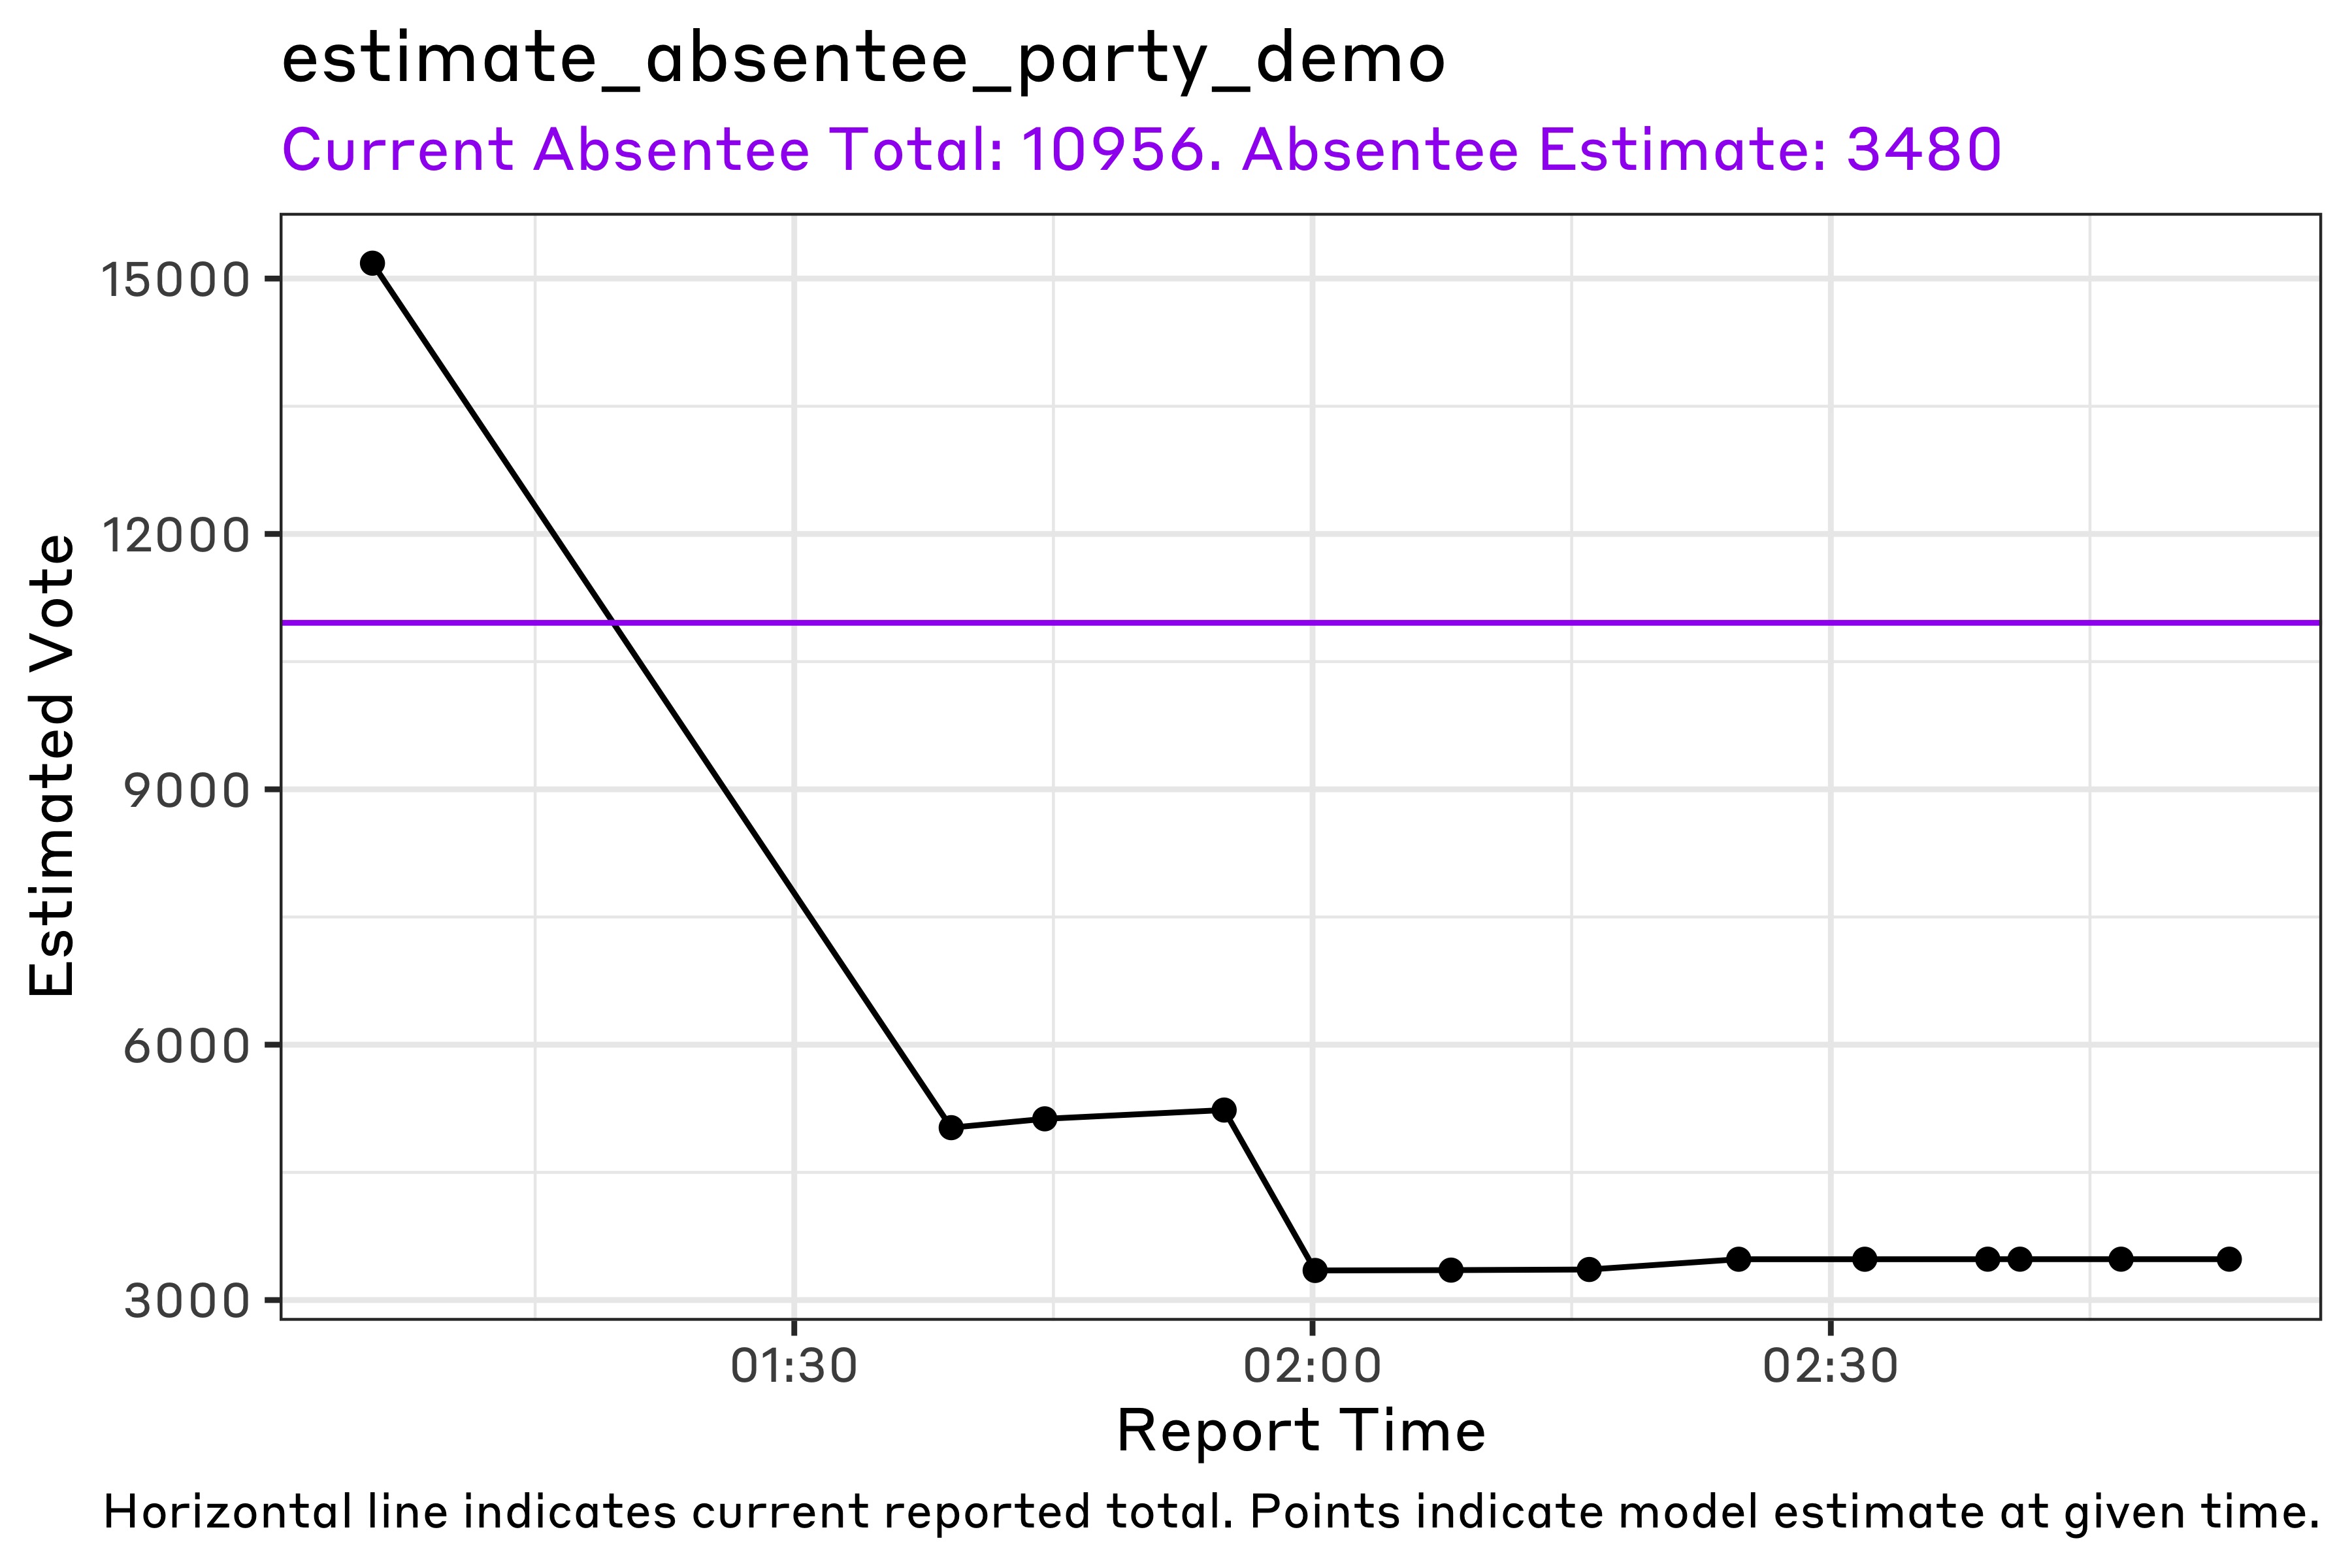 estimate_absentee_party_demo
Current Absentee Total: 10956. Absentee Estimate: 3480
Estimated Vote
15000
12000
9000
6000
3000
01:30
02:00
02:30
Report Time
Horizontal line indicates current reported total. Points indicate model estimate at given time.